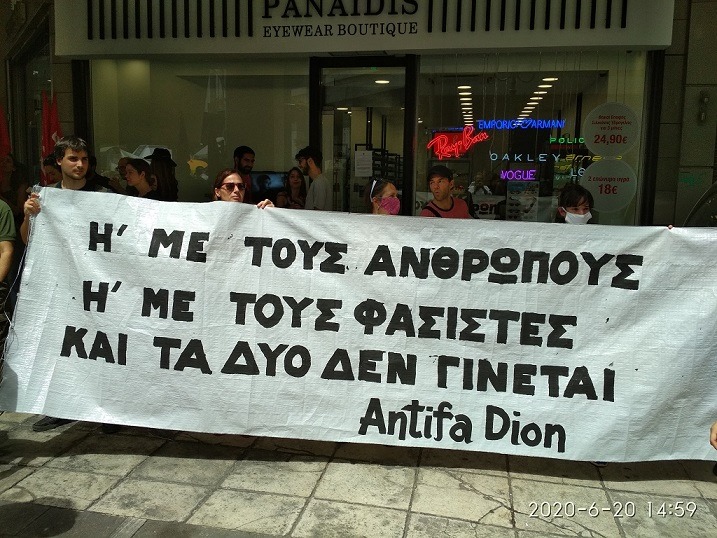 PANAIDIS
EYEWEAR BOUTIQUE
EMPORIO ARMANI
Ray-Ban
POLIC
OAKLEY
VOGUE
24,90€
18€
Η' ΜΕ ΤΟΥΣ ΑΝΘΡΩΠΟΥΣ
Η' ΜΕ ΤΟΥΣ ΦΑΣΙΣΤΕΣ
ΚΑΙ ΤΑ ΔΥΟ ΔΕΝ ΓΙΝΕΤΑΙ
Antifa Dion
2020-6-20 14:59